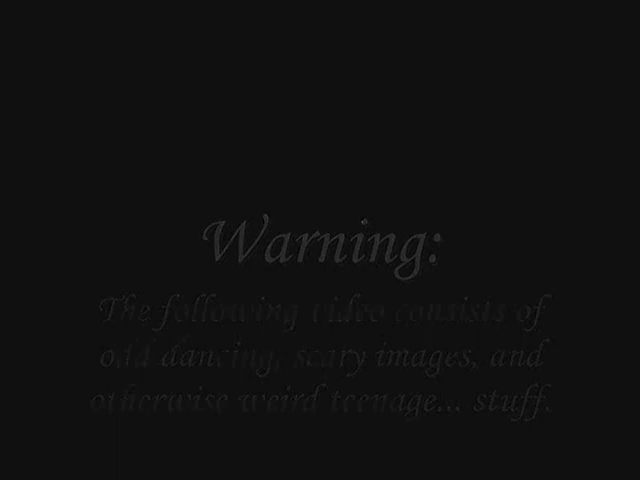 Warning:
The following video consists of
odd dancing, scary images, and
otherwise weird teenage... stuff.